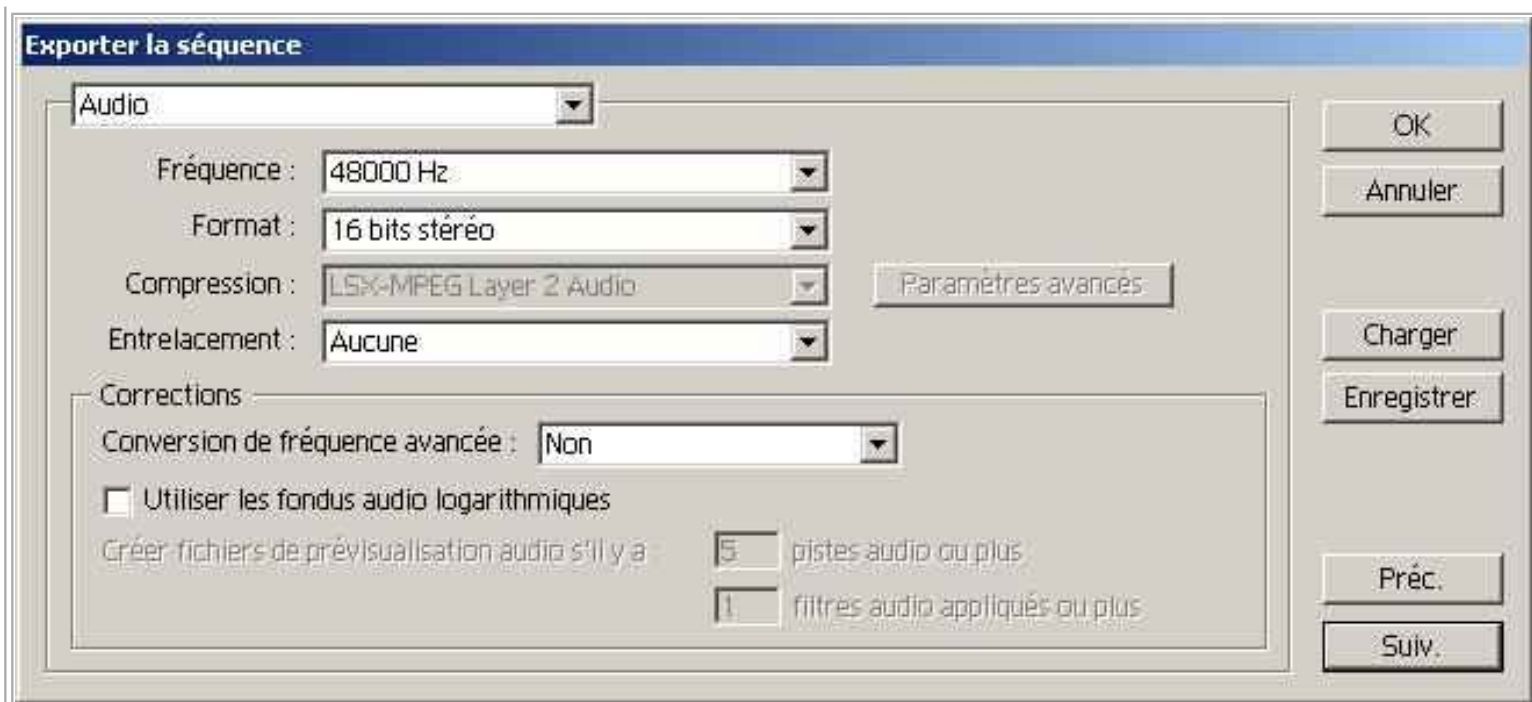 Exporter la séquence
Audio
OK
Fréquence : 48000 Hz
Annuler
Format : 16 bits stéréo
Compression : LSX-MPEG Layer 2 Audio Paramètres avancés
Entrelacement : Aucune
Charger
Corrections
Enregistrer
Conversion de fréquence avancée : Non
Utiliser les fondus audio logarithmiques
Créer fichiers de prévisualisation audio s'il y a 5 pistes audio ou plus
1 filtres audio appliqués ou plus
Préc.
Suiv.